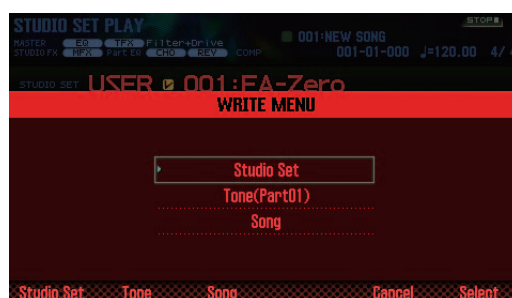 STUDIO SET PLAY
STOP
MASTER EQ TFX Filter+Drive
001:NEW SONG
STUDIO FX MFX Part EQ CHO REV COMP
001-01-000 ♩=120.00 4/4
STUDIO SET USER 001:FA-Zero
WRITE MENU
Studio Set
Tone(Part01)
Song
Studio Set Tone Song Cancel Select